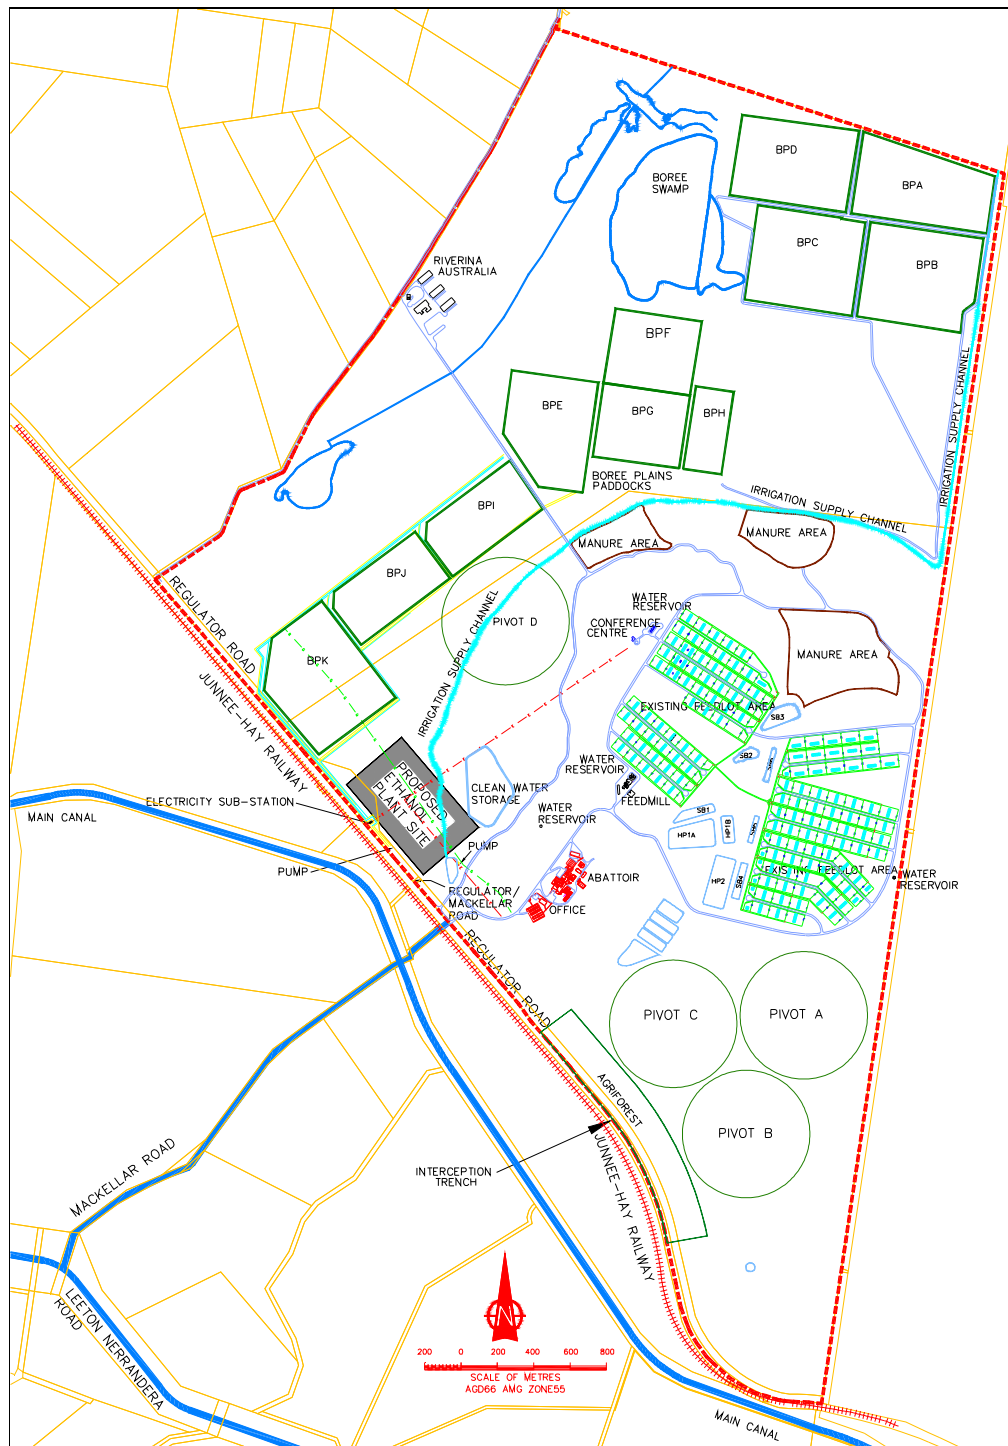 BPD
BPA
BOREE
SWAMP
BPC
BPB
RIVERINA
AUSTRALIA
BPF
IRRIGATION SUPPLY CHANNEL
BPE
BPG
BPH
BOREE PLAINS
PADDOCKS
IRRIGATION SUPPLY CHANNEL
BPI
MANURE AREA
MANURE AREA
BPJ
REGULATOR ROAD
IRRIGATION SUPPLY CHANNEL
PIVOT D
WATER
RESERVOIR
CONFERENCE
CENTRE
BPK
MANURE AREA
JUNNEE-HAY RAILWAY
EXISTING FEEDLOT AREA
SB3
SB2
WATER
RESERVOIR
PROPOSED
ETHANOL
PLANT SITE
CLEAN WATER
STORAGE
FEEDMILL
ELECTRICITY SUB-STATION
MAIN CANAL
WATER
RESERVOIR
SB1
HP1A
HP1B
PUMP
PUMP
ABATTOIR
HP2
SB4
EXISTING FEEDLOT AREA
WATER
RESERVOIR
REGULATOR/
MACKELLAR
ROAD
OFFICE
REGULATOR ROAD
PIVOT C
PIVOT A
AGRIFOREST
PIVOT B
INTERCEPTION
TRENCH
MACKELLAR ROAD
JUNNEE-HAY RAILWAY
LEETON NERRANDERA
ROAD
N
200 0 200 400 600 800
SCALE OF METRES
AGD66 AMG ZONE55
MAIN CANAL